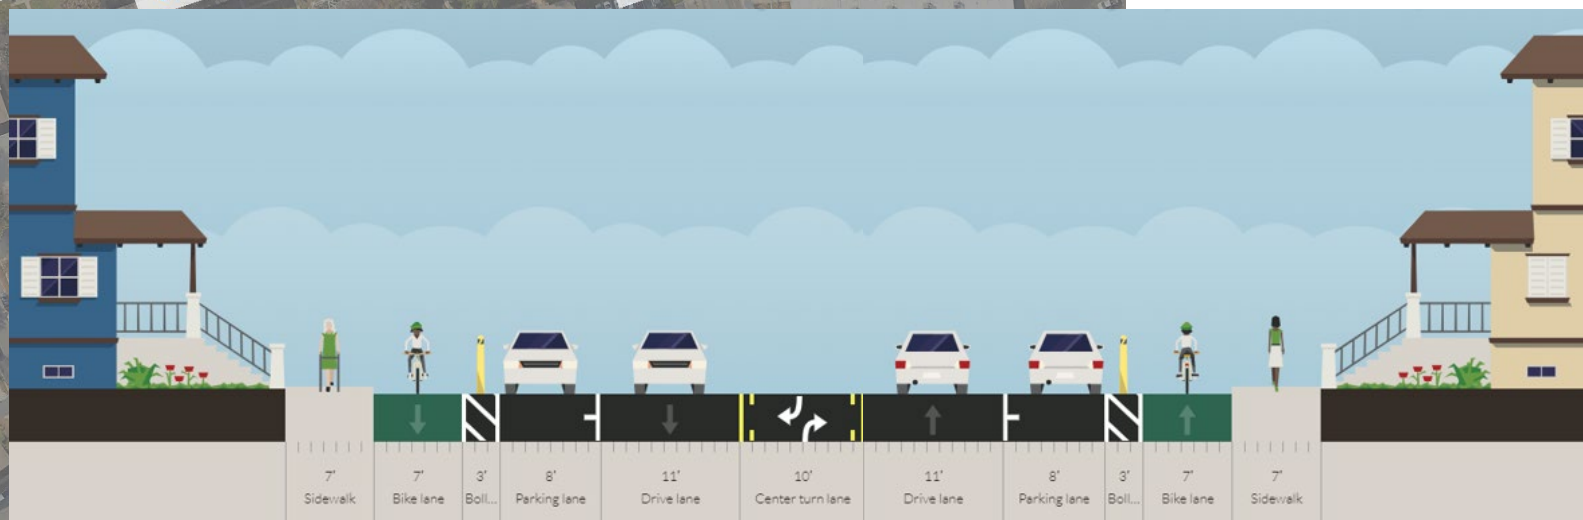 7' 7' 3' 8' 11' 10' 11' 8' 3' 7' 7'
Sidewalk Bike lane Boll... Parking lane Drive lane Center turn lane Drive lane Parking lane Boll... Bike lane Sidewalk